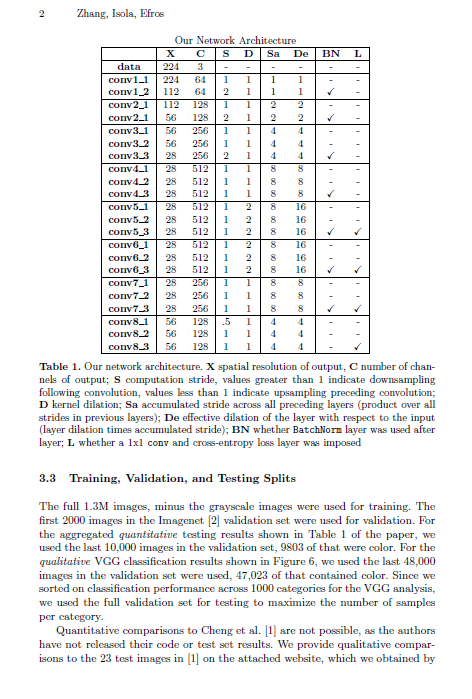 2 Zhang, Isola, Efros
Our Network Architecture
X C S D Sa De BN L
data 224 3 - - - - - -
conv1_1 224 64 1 1 1 1 - -
conv1_2 112 64 2 1 1 1 ✓ -
conv2_1 112 128 1 1 2 2 - -
conv2_1 56 128 2 1 2 2 ✓ -
conv3_1 56 256 1 1 4 4 - -
conv3_2 56 256 1 1 4 4 - -
conv3_3 28 256 2 1 4 4 ✓ -
conv4_1 28 512 1 1 8 8 - -
conv4_2 28 512 1 1 8 8 - -
conv4_3 28 512 1 1 8 8 ✓ -
conv5_1 28 512 1 2 8 16 - -
conv5_2 28 512 1 2 8 16 - -
conv5_3 28 512 1 2 8 16 ✓ ✓
conv6_1 28 512 1 2 8 16 - -
conv6_2 28 512 1 2 8 16 - -
conv6_3 28 512 1 2 8 16 ✓ ✓
conv7_1 28 256 1 1 8 8 - -
conv7_2 28 256 1 1 8 8 - -
conv7_3 28 256 1 1 8 8 ✓ ✓
conv8_1 56 128 .5 1 4 4 - -
conv8_2 56 128 1 1 4 4 - -
conv8_3 56 128 1 1 4 4 - ✓
Table 1. Our network architecture. X spatial resolution of output, C number of chan-
nels of output; S computation stride, values greater than 1 indicate downsampling
following convolution, values less than 1 indicate upsampling preceding convolution;
D kernel dilation; Sa accumulated stride across all preceding layers (product over all
strides in previous layers); De effective dilation of the layer with respect to the input
(layer dilation times accumulated stride); BN whether BatchNorm layer was used after
layer; L whether a 1x1 conv and cross-entropy loss layer was imposed
3.3 Training, Validation, and Testing Splits
The full 1.3M images, minus the grayscale images were used for training. The
first 2000 images in the Imagenet [2] validation set were used for validation. For
the aggregated quantitative testing results shown in Table 1 of the paper, we
used the last 10,000 images in the validation set, 9803 of that were color. For the
qualitative VGG classification results shown in Figure 6, we used the last 48,000
images in the validation set were used, 47,023 of that contained color. Since we
sorted on classification performance across 1000 categories for the VGG analysis,
we used the full validation set for testing to maximize the number of samples
per category.
Quantitative comparisons to Cheng et al. [1] are not possible, as the authors
have not released their code or test set results. We provide qualitative compar-
isons to the 23 test images in [1] on the attached website, which we obtained by